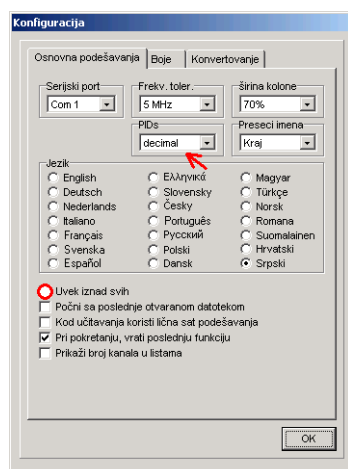 Konfiguracija
Osnovna podešavanja Boje Konvertovanje
Serijski port Frekv. toler. širina kolone
Com 1 5 MHz 70%
PIDs Preseci imena
decimal Kraj
Jezik
English Ελληνικά Magyar
Deutsch Slovensky Türkçe
Nederlands Česky Norsk
Italiano Português Romana
Français Русский Suomalainen
Svenska Polski Hrvatski
Español Dansk Srpski
Uvek iznad svih
Počni sa poslednje otvaranom datotekom
Kod učitavanja koristi lična sat podešavanja
Pri pokretanju, vrati poslednju funkciju
Prikaži broj kanala u listama
OK